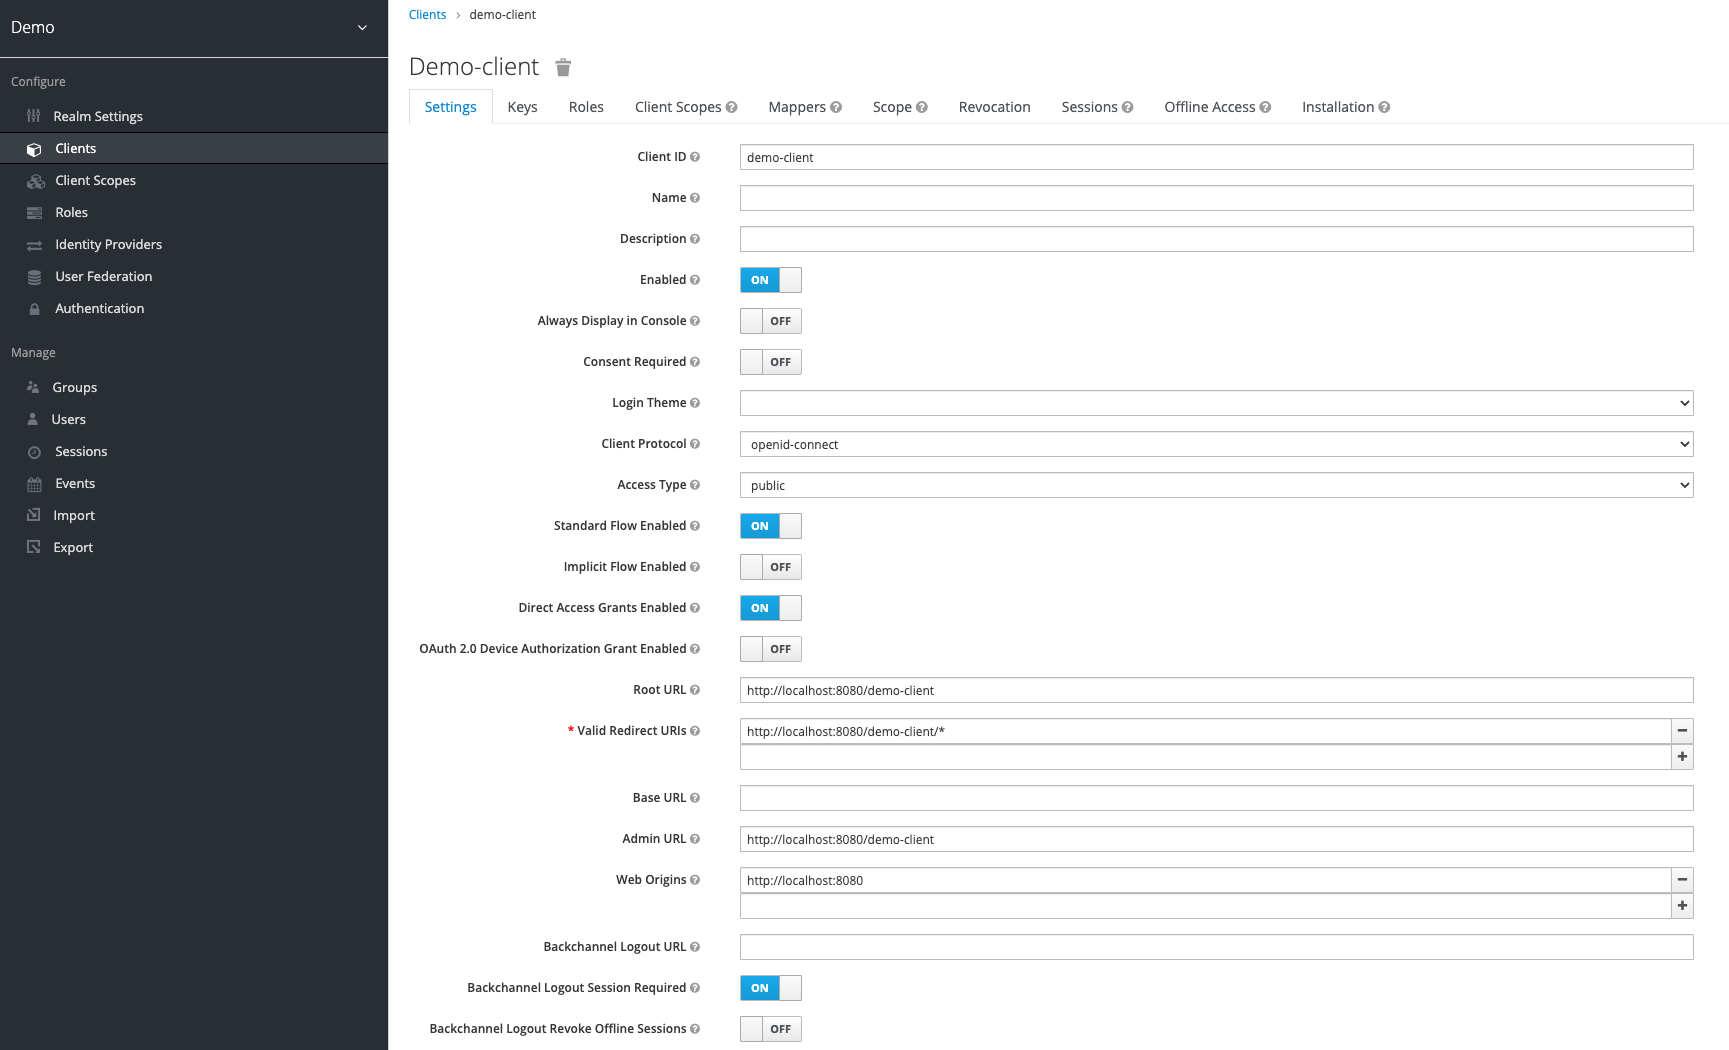 Demo
Configure
Realm Settings
Clients
Client Scopes
Roles
Identity Providers
User Federation
Authentication
Manage
Groups
Users
Sessions
Events
Import
Export
Clients › demo-client
Demo-client
Settings Keys Roles Client Scopes Mappers Scope Revocation Sessions Offline Access Installation
Client ID demo-client
Name
Description
Enabled ON
Always Display in Console OFF
Consent Required OFF
Login Theme
Client Protocol openid-connect
Access Type public
Standard Flow Enabled ON
Implicit Flow Enabled OFF
Direct Access Grants Enabled ON
OAuth 2.0 Device Authorization Grant Enabled OFF
Root URL http://localhost:8080/demo-client
* Valid Redirect URIs http://localhost:8080/demo-client/*
Base URL
Admin URL http://localhost:8080/demo-client
Web Origins http://localhost:8080
Backchannel Logout URL
Backchannel Logout Session Required ON
Backchannel Logout Revoke Offline Sessions OFF